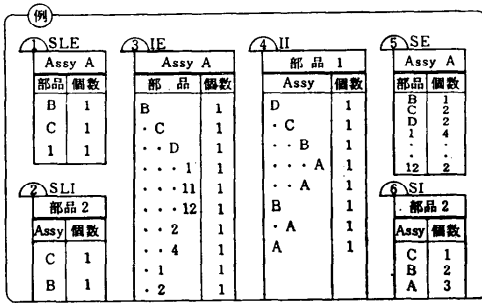 例
1 SLE
Assy A
部品 個数
B 1
C 1
1 1
2 SLI
部品2
Assy 個数
C 1
B 1
3 IE
Assy A
部 品 個数
B 1
・C 1
・・D 1
・・・1 1
・・・11 1
・・・12 1
・・2 1
・・4 1
・1 1
・2 1
4 II
部 品 1
Assy 個数
D 1
・C 1
・・B 1
・・・A 1
・・A 1
B 1
・A 1
A 1
5 SE
Assy A
部品 個数
B 1
C 2
D 2
1 4
・ ・
・ ・
12 2
6 SI
部品2
Assy 個数
C 1
B 2
A 3